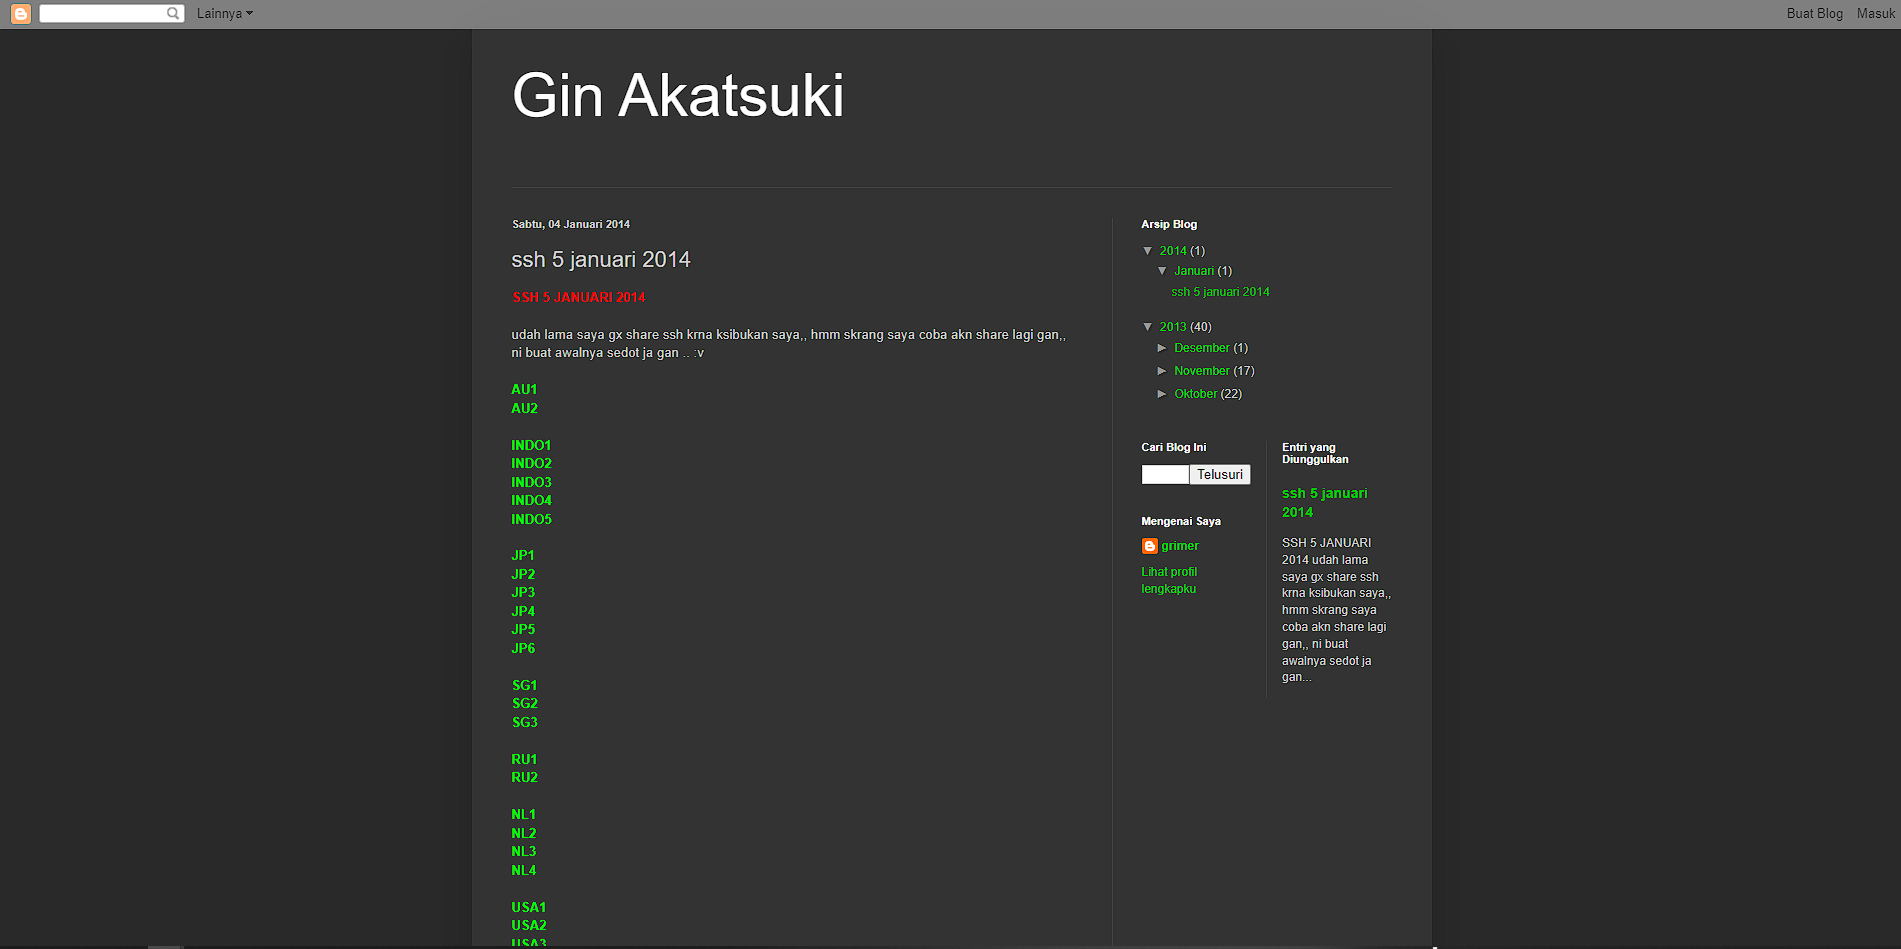 Lainnya
Buat Blog
Masuk
Gin Akatsuki
Sabtu, 04 Januari 2014
ssh 5 januari 2014
SSH 5 JANUARI 2014
udah lama saya gx share ssh krna ksibukan saya,, hmm skrang saya coba akn share lagi gan,,
ni buat awalnya sedot ja gan .. :v
AU1
AU2
INDO1
INDO2
INDO3
INDO4
INDO5
JP1
JP2
JP3
JP4
JP5
JP6
SG1
SG2
SG3
RU1
RU2
NL1
NL2
NL3
NL4
USA1
USA2
USA3
Arsip Blog
▼ 2014 (1)
▼ Januari (1)
ssh 5 januari 2014
▼ 2013 (40)
► Desember (1)
► November (17)
► Oktober (22)
Cari Blog Ini
Telusuri
Mengenai Saya
grimer
Lihat profil
lengkapku
Entri yang
Diunggulkan
ssh 5 januari
2014
SSH 5 JANUARI
2014 udah lama
saya gx share ssh
krna ksibukan saya,,
hmm skrang saya
coba akn share lagi
gan,, ni buat
awalnya sedot ja
gan...